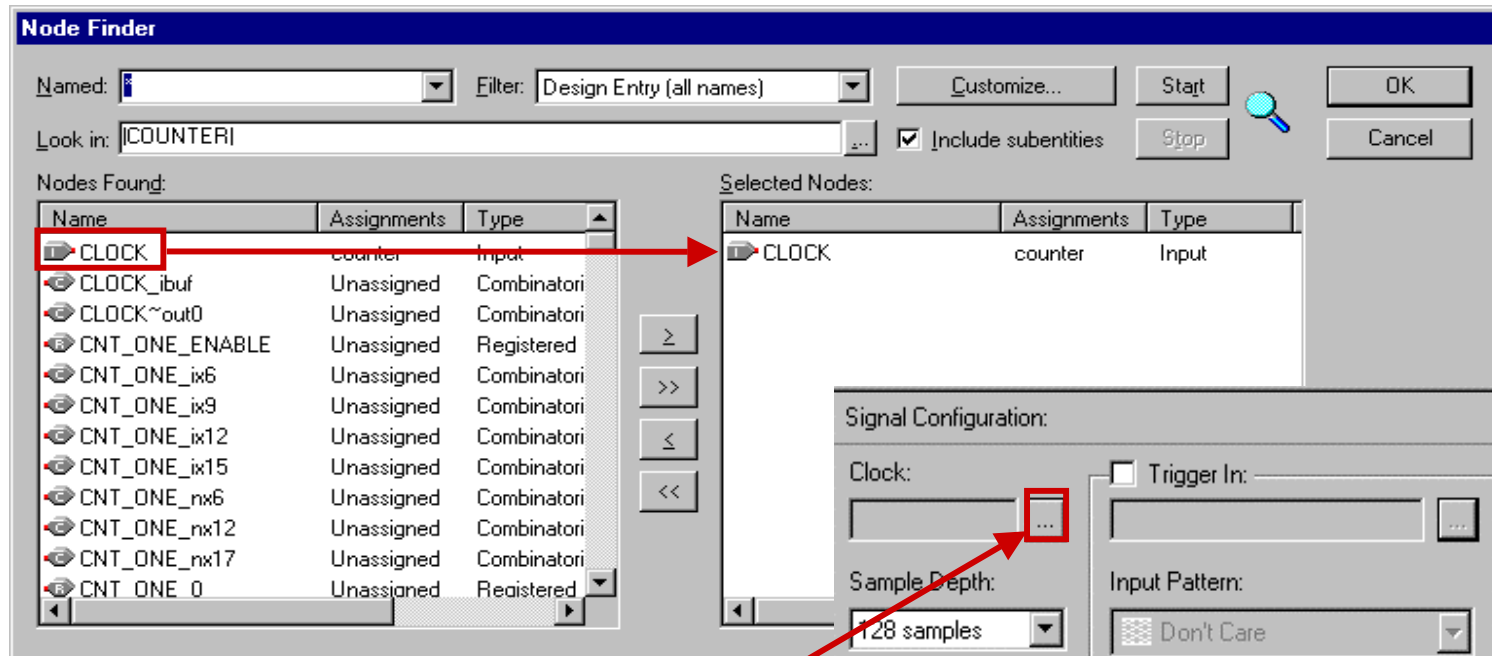 Node Finder
Named: * Filter: Design Entry (all names) Customize... Start OK
Look in: |COUNTER| ... Include subentities Stop Cancel
Nodes Found: Selected Nodes:
Name Assignments Type Name Assignments Type
CLOCK counter Input CLOCK counter Input
CLOCK_ibuf Unassigned Combinatori
CLOCK~out0 Unassigned Combinatori
CNT_ONE_ENABLE Unassigned Registered
≥
CNT_ONE_ix6 Unassigned Combinatori
>>
CNT_ONE_ix9 Unassigned Combinatori
Signal Configuration:
CNT_ONE_ix12 Unassigned Combinatori
≤
CNT_ONE_ix15 Unassigned Combinatori
Clock: Trigger In:
CNT_ONE_nx6 Unassigned Combinatori
<<
CNT_ONE_nx12 Unassigned Combinatori
... ...
CNT_ONE_nx17 Unassigned Combinatori
CNT_ONE_0 Unassigned Registered
Sample Depth: Input Pattern:
128 samples Don't Care